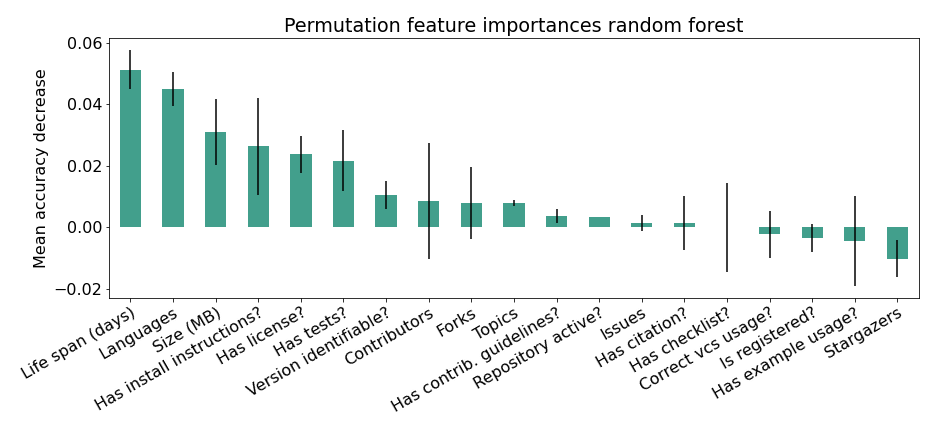 Permutation feature importances random forest
Mean accuracy decrease
0.06
0.04
0.02
0.00
−0.02
Life span (days)
Languages
Size (MB)
Has install instructions?
Has license?
Has tests?
Version identifiable?
Contributors
Forks
Topics
Has contrib. guidelines?
Repository active?
Issues
Has citation?
Has checklist?
Correct vcs usage?
Is registered?
Has example usage?
Stargazers